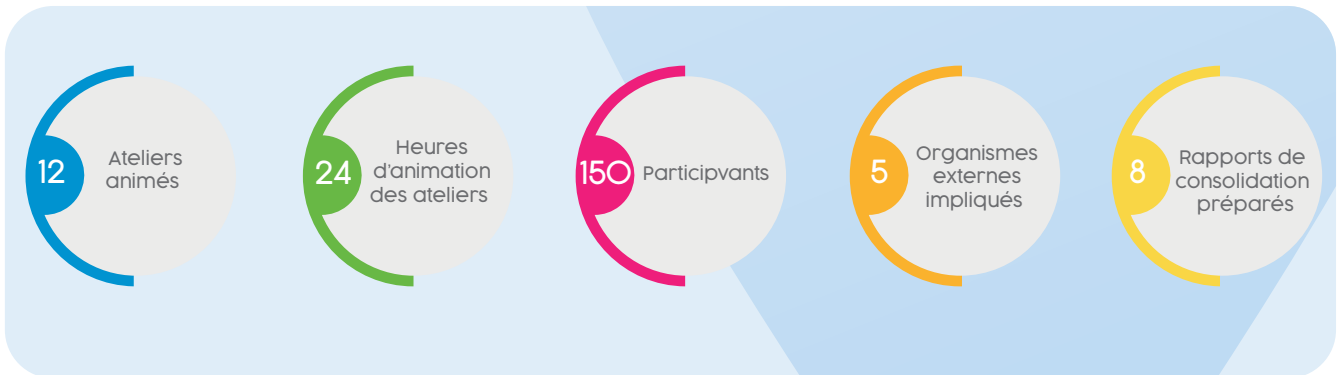 12
Ateliers
animés
24
Heures
d'animation
des ateliers
150
Participvants
5
Organismes
externes
impliqués
8
Rapports de
consolidation
préparés